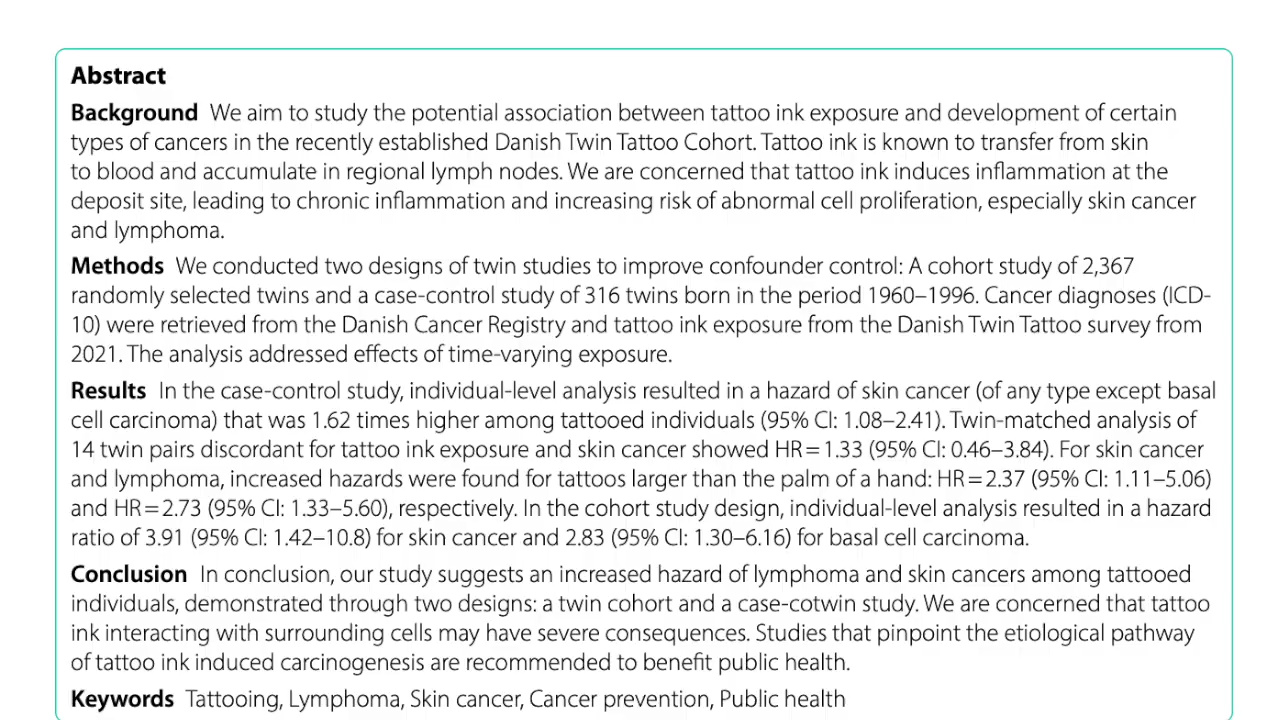 Abstract
Background We aim to study the potential association between tattoo ink exposure and development of certain
types of cancers in the recently established Danish Twin Tattoo Cohort. Tattoo ink is known to transfer from skin
to blood and accumulate in regional lymph nodes. We are concerned that tattoo ink induces inflammation at the
deposit site, leading to chronic inflammation and increasing risk of abnormal cell proliferation, especially skin cancer
and lymphoma.
Methods We conducted two designs of twin studies to improve confounder control: A cohort study of 2,367
randomly selected twins and a case-control study of 316 twins born in the period 1960–1996. Cancer diagnoses (ICD-
10) were retrieved from the Danish Cancer Registry and tattoo ink exposure from the Danish Twin Tattoo survey from
2021. The analysis addressed effects of time-varying exposure.
Results In the case-control study, individual-level analysis resulted in a hazard of skin cancer (of any type except basal
cell carcinoma) that was 1.62 times higher among tattooed individuals (95% CI: 1.08–2.41). Twin-matched analysis of
14 twin pairs discordant for tattoo ink exposure and skin cancer showed HR = 1.33 (95% CI: 0.46–3.84). For skin cancer
and lymphoma, increased hazards were found for tattoos larger than the palm of a hand: HR = 2.37 (95% CI: 1.11–5.06)
and HR = 2.73 (95% CI: 1.33–5.60), respectively. In the cohort study design, individual-level analysis resulted in a hazard
ratio of 3.91 (95% CI: 1.42–10.8) for skin cancer and 2.83 (95% CI: 1.30–6.16) for basal cell carcinoma.
Conclusion In conclusion, our study suggests an increased hazard of lymphoma and skin cancers among tattooed
individuals, demonstrated through two designs: a twin cohort and a case-cotwin study. We are concerned that tattoo
ink interacting with surrounding cells may have severe consequences. Studies that pinpoint the etiological pathway
of tattoo ink induced carcinogenesis are recommended to benefit public health.
Keywords Tattooing, Lymphoma, Skin cancer, Cancer prevention, Public health